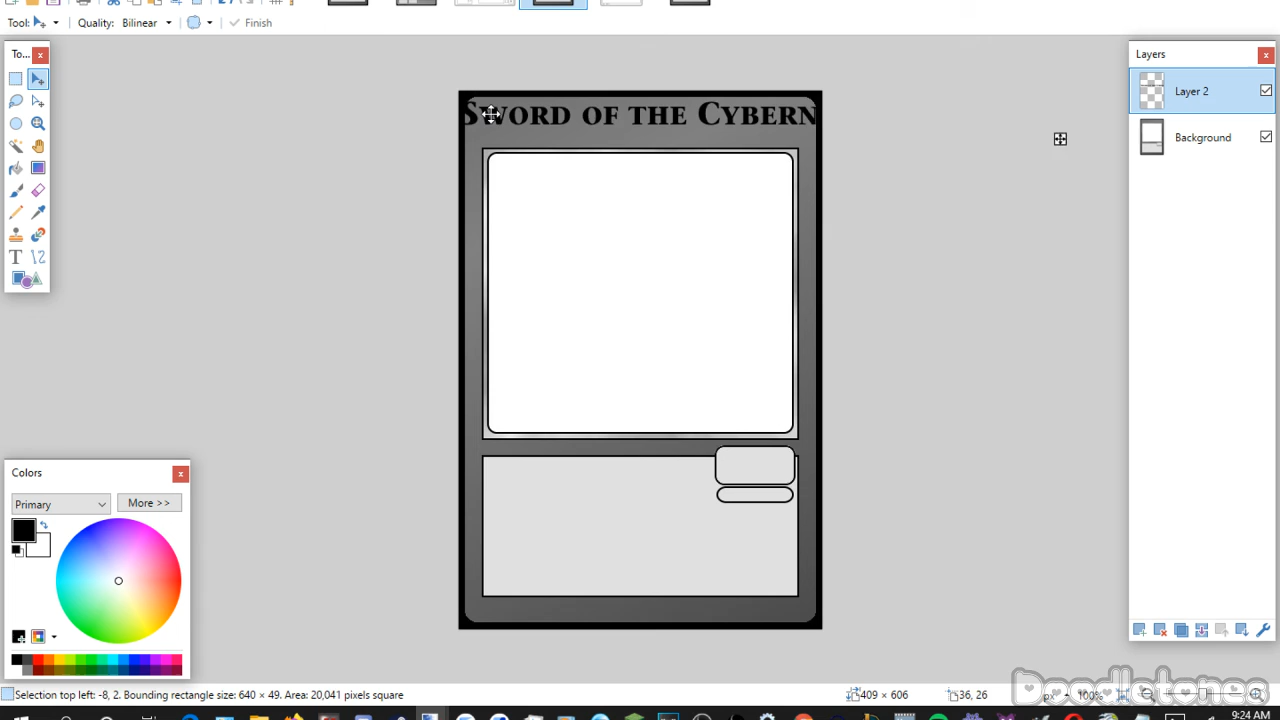 Tool:
Quality: Bilinear
Finish
To...
Layers
Layer 2
Background
SWORD OF THE CYBERN
Colors
Primary
More >>
Selection top left: -8, 2. Bounding rectangle size: 640 × 49. Area: 20,041 pixels square
409 × 606
36, 26
px
100%
Doodletones
9:24 AM